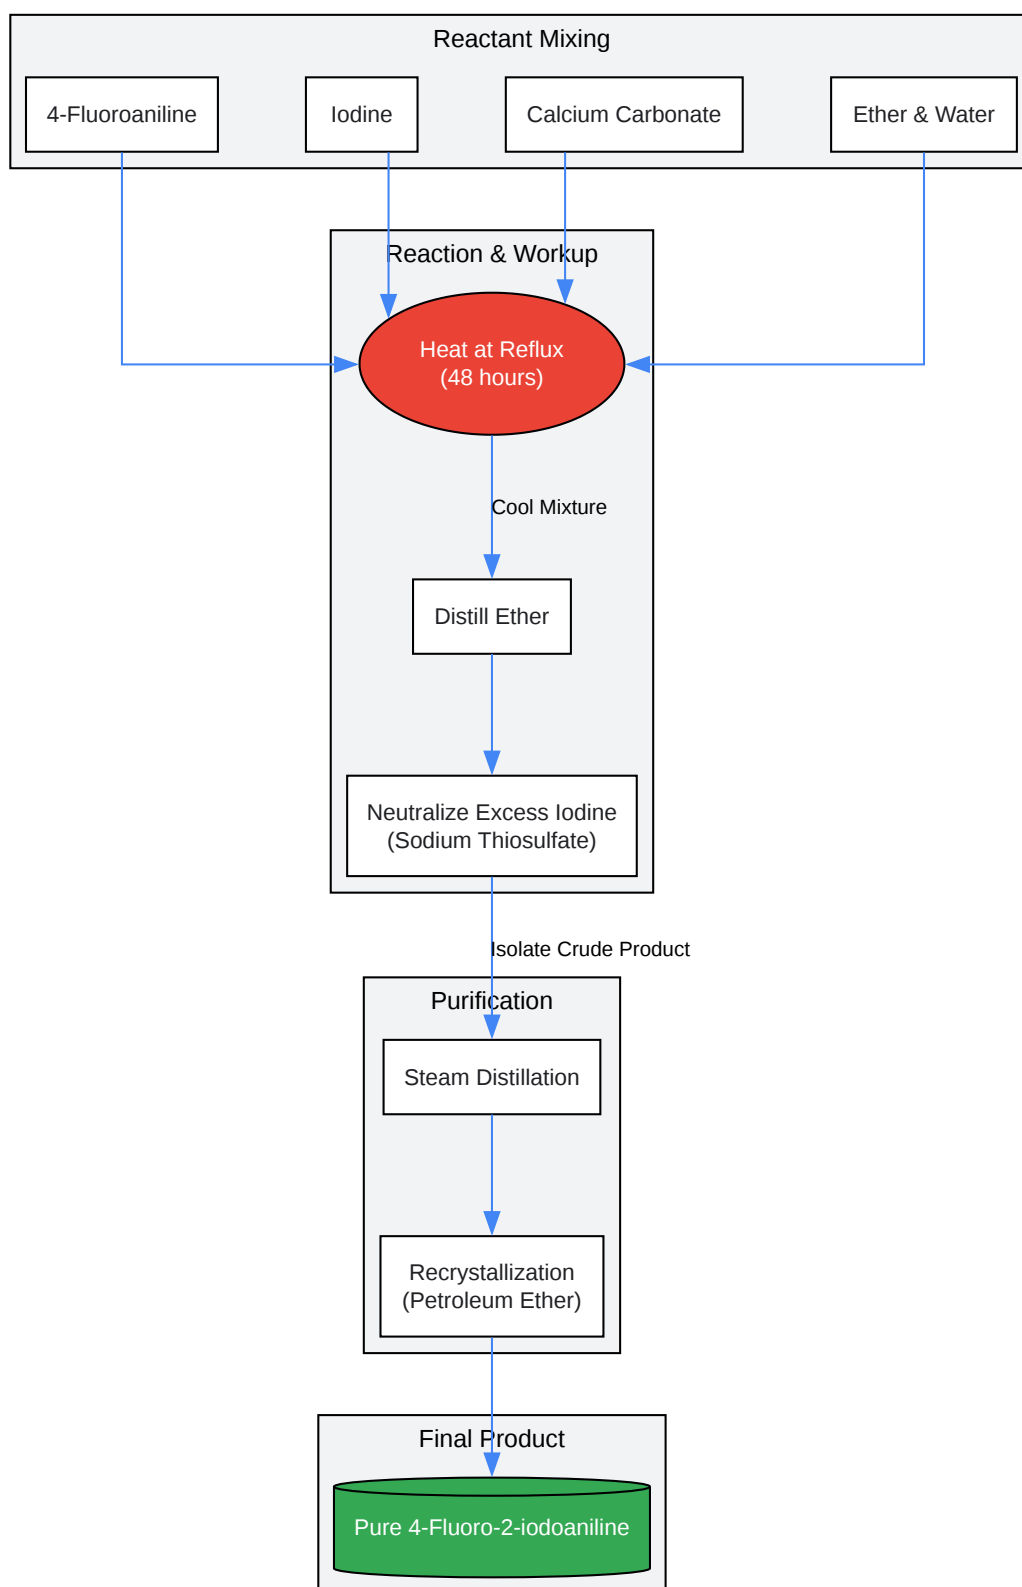 Reactant Mixing
4-Fluoroaniline
Iodine
Calcium Carbonate
Ether & Water
Reaction & Workup
Heat at Reflux
(48 hours)
Cool Mixture
Distill Ether
Neutralize Excess Iodine
(Sodium Thiosulfate)
Isolate Crude Product
Purification
Steam Distillation
Recrystallization
(Petroleum Ether)
Final Product
Pure 4-Fluoro-2-iodoaniline